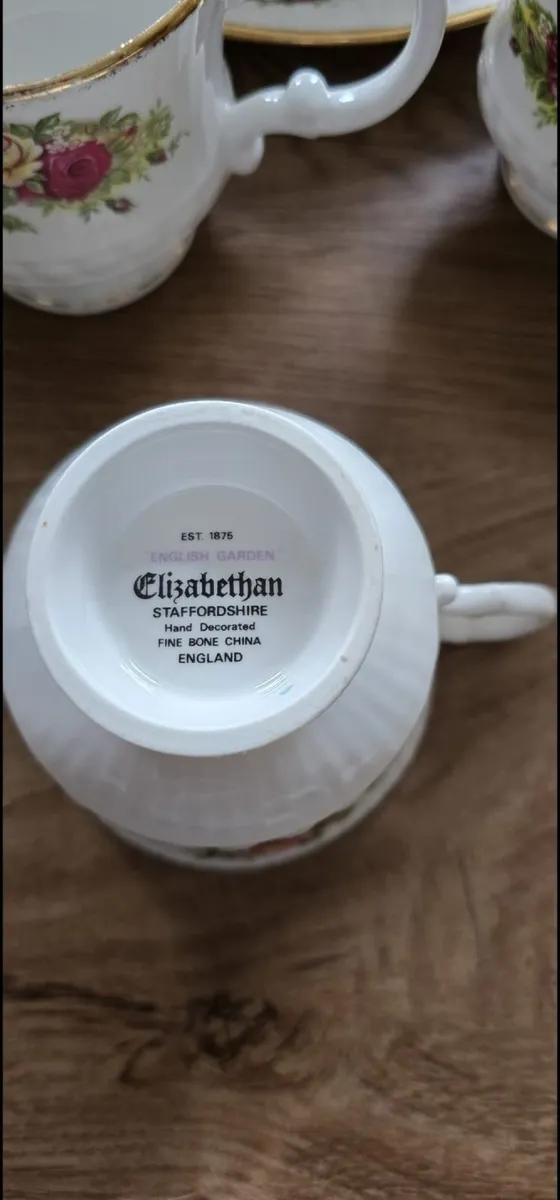 EST. 1875
"ENGLISH GARDEN"
Elizabethan
STAFFORDSHIRE
Hand Decorated
FINE BONE CHINA
ENGLAND